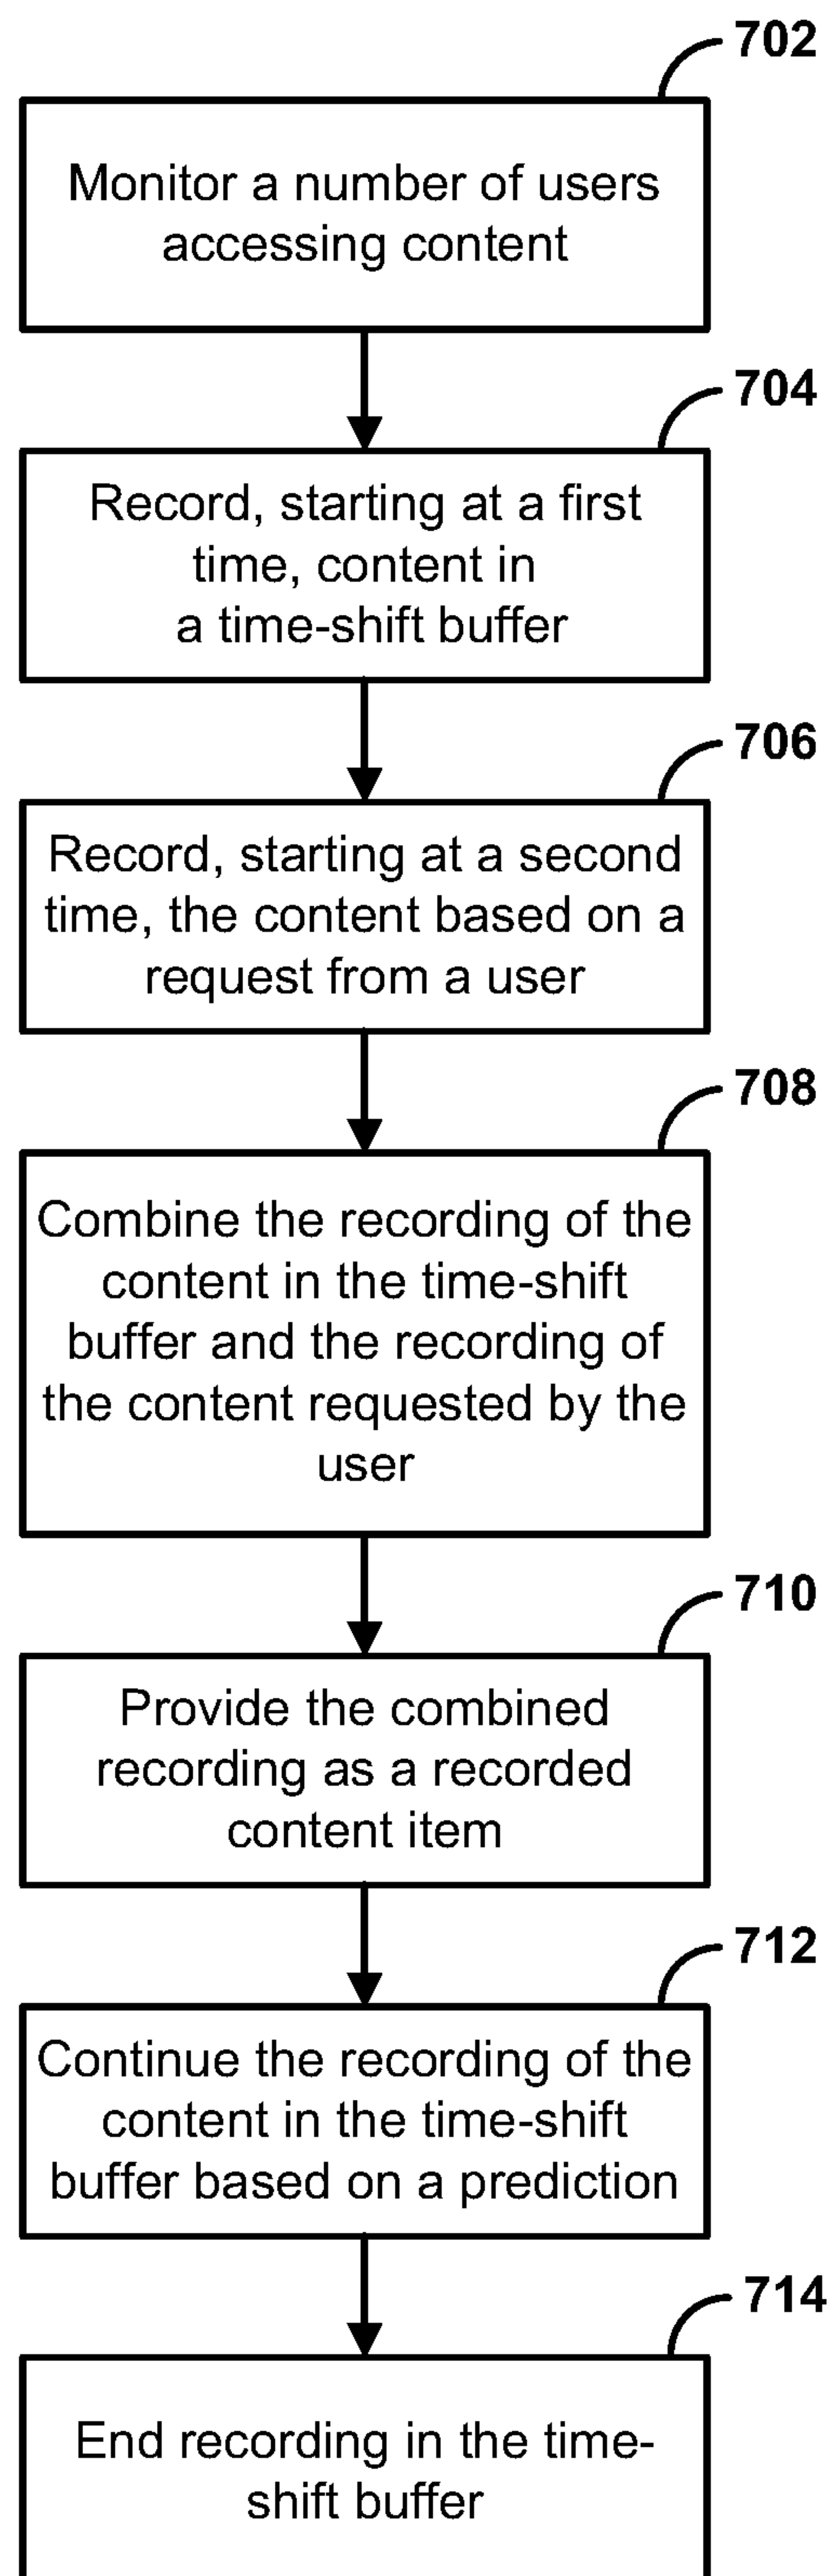 702
Monitor a number of users
accessing content
704
Record, starting at a first
time, content in
a time-shift buffer
706
Record, starting at a second
time, the content based on a
request from a user
708
Combine the recording of the
content in the time-shift
buffer and the recording of
the content requested by the
user
710
Provide the combined
recording as a recorded
content item
712
Continue the recording of the
content in the time-shift
buffer based on a prediction
714
End recording in the time-
shift buffer